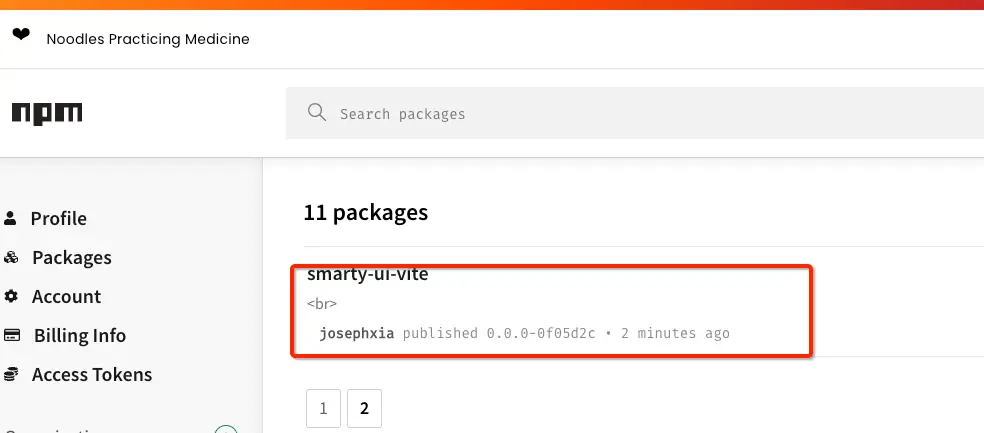 ❤ Noodles Practicing Medicine
npm
Search packages
Profile
Packages
Account
Billing Info
Access Tokens
11 packages
smarty-ui-vite
<br>
josephxia published 0.0.0-0f05d2c • 2 minutes ago
1 2